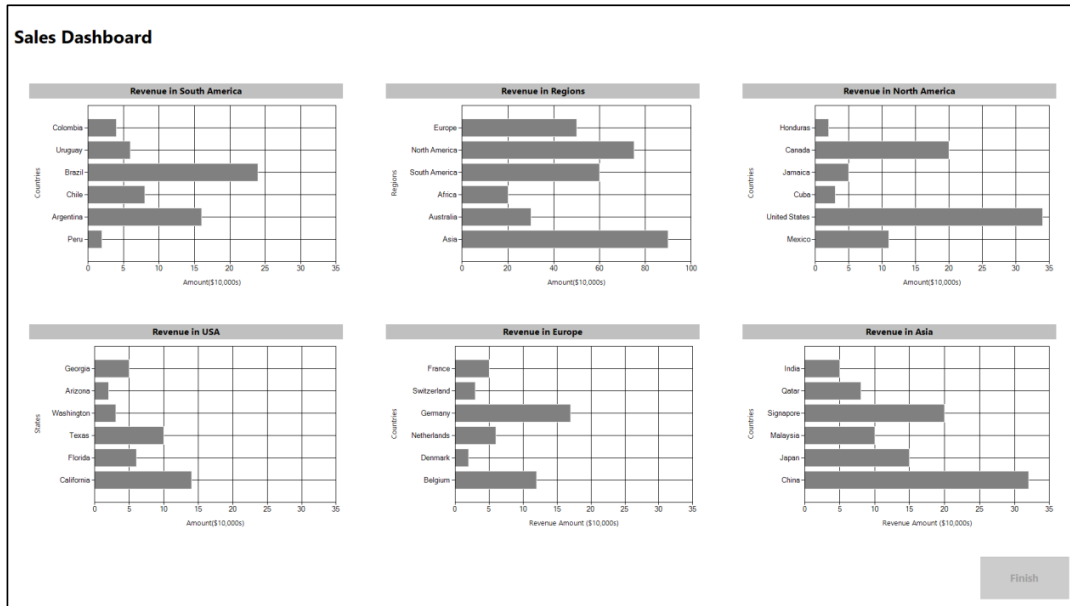 Sales Dashboard
Revenue in South America
Countries
Colombia
Uruguay
Brazil
Chile
Argentina
Peru
0 5 10 15 20 25 30 35
Amount($10,000s)
Revenue in Regions
Regions
Europe
North America
South America
Africa
Australia
Asia
0 20 40 60 80 100
Amount($10,000s)
Revenue in North America
Countries
Honduras
Canada
Jamaica
Cuba
United States
Mexico
0 5 10 15 20 25 30 35
Amount($10,000s)
Revenue in USA
States
Georgia
Arizona
Washington
Texas
Florida
California
0 5 10 15 20 25 30 35
Amount($10,000s)
Revenue in Europe
Countries
France
Switzerland
Germany
Netherlands
Denmark
Belgium
0 5 10 15 20 25 30 35
Revenue Amount ($10,000s)
Revenue in Asia
Countries
India
Qatar
Signapore
Malaysia
Japan
China
0 5 10 15 20 25 30 35
Revenue Amount ($10,000s)
Finish